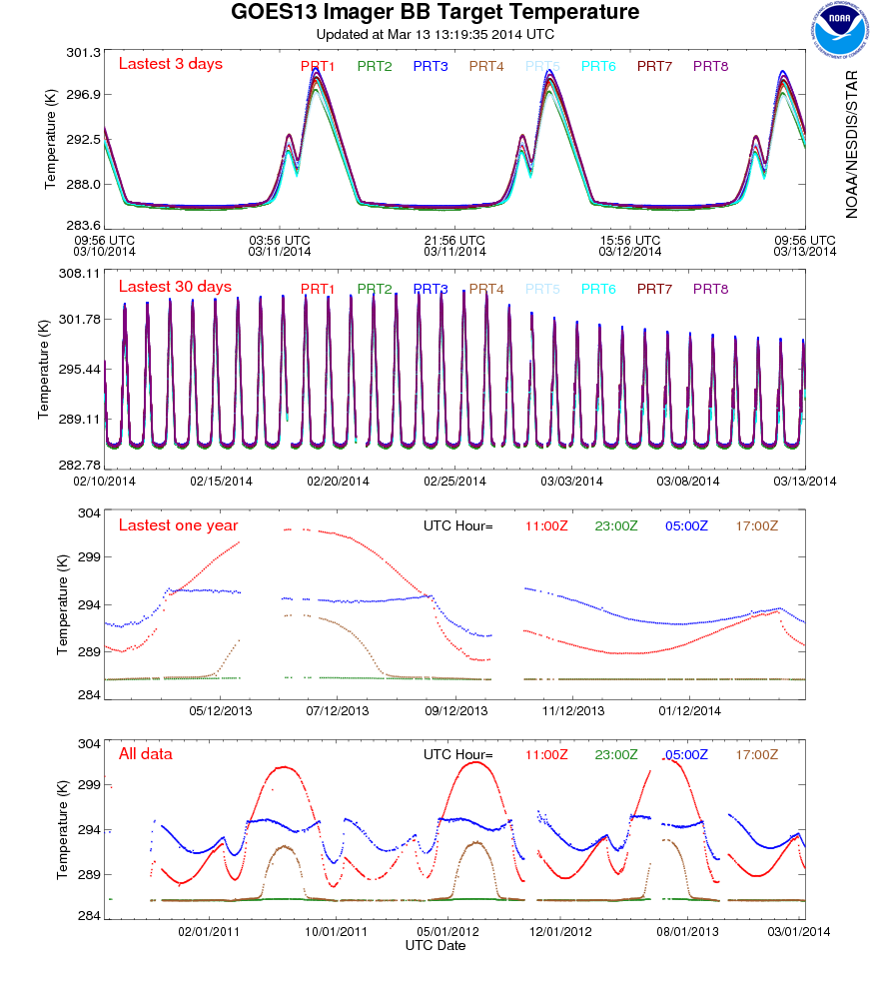 GOES13 Imager BB Target Temperature
Updated at Mar 13 13:19:35 2014 UTC
NOAA
NOAA/NESDIS/STAR
Lastest 3 days
PRT1 PRT2 PRT3 PRT4 PRT5 PRT6 PRT7 PRT8
Temperature (K)
301.3
296.9
292.5
288.0
283.6
09:56 UTC 03:56 UTC 21:56 UTC 15:56 UTC 09:56 UTC
03/10/2014 03/11/2014 03/11/2014 03/12/2014 03/13/2014
Lastest 30 days
PRT1 PRT2 PRT3 PRT4 PRT5 PRT6 PRT7 PRT8
Temperature (K)
308.11
301.78
295.44
289.11
282.78
02/10/2014 02/15/2014 02/20/2014 02/25/2014 03/03/2014 03/08/2014 03/13/2014
Lastest one year
UTC Hour= 11:00Z 23:00Z 05:00Z 17:00Z
Temperature (K)
304
299
294
289
284
05/12/2013 07/12/2013 09/12/2013 11/12/2013 01/12/2014
All data
UTC Hour= 11:00Z 23:00Z 05:00Z 17:00Z
Temperature (K)
304
299
294
289
284
02/01/2011 10/01/2011 05/01/2012 12/01/2012 08/01/2013 03/01/2014
UTC Date